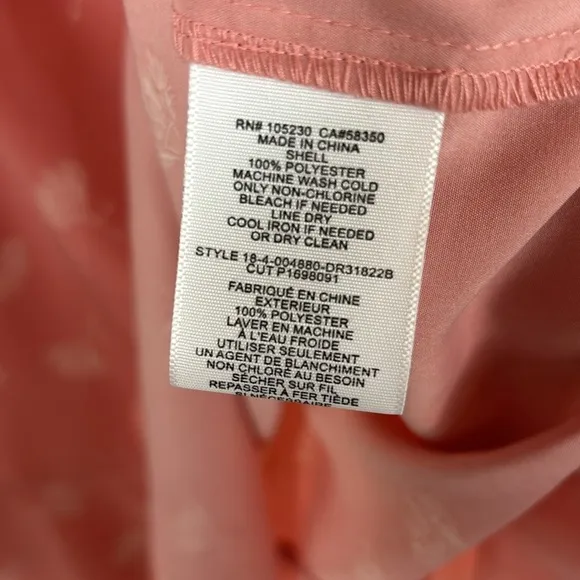 RN# 105230 CA#58350
MADE IN CHINA
SHELL
100% POLYESTER
MACHINE WASH COLD
ONLY NON-CHLORINE
BLEACH IF NEEDED
LINE DRY
COOL IRON IF NEEDED
OR DRY CLEAN
STYLE 18-4-004880-DR31822B
CUT P1698091
FABRIQUÉ EN CHINE
EXTERIEUR
100% POLYESTER
LAVER EN MACHINE
À L'EAU FROIDE
UTILISER SEULEMENT
UN AGENT DE BLANCHIMENT
NON CHLORÉ AU BESOIN
SÉCHER SUR FIL
REPASSER À FER TIÈDE
SI NÉCESSAIRE